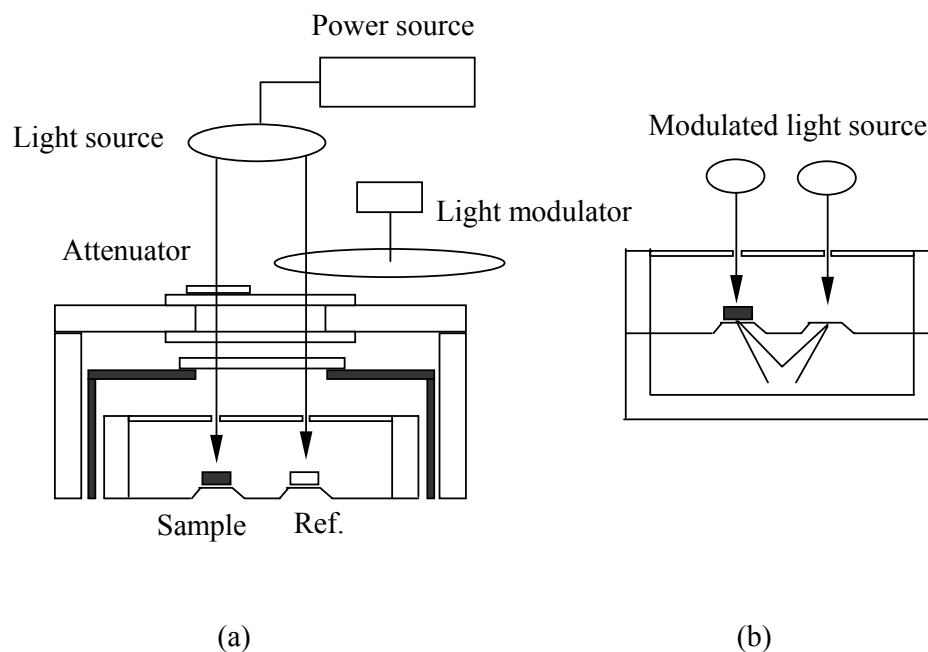 Power source
Light source
Modulated light source
Light modulator
Attenuator
Sample
Ref.
(a)
(b)